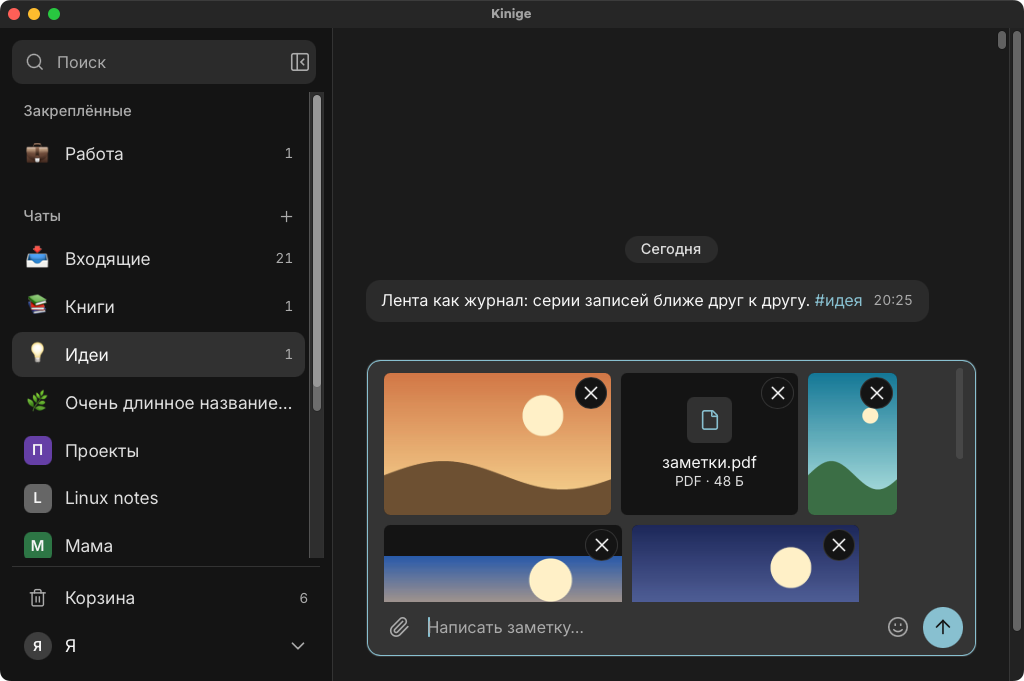 Kinige
Поиск
Закреплённые
Работа 1
Чаты
Входящие 21
Книги 1
Идеи 1
Очень длинное название...
П Проекты
L Linux notes
М Мама
Корзина 6
Я Я
Сегодня
Лента как журнал: серии записей ближе друг к другу. #идея 20:25
заметки.pdf
PDF · 48 Б
Написать заметку...